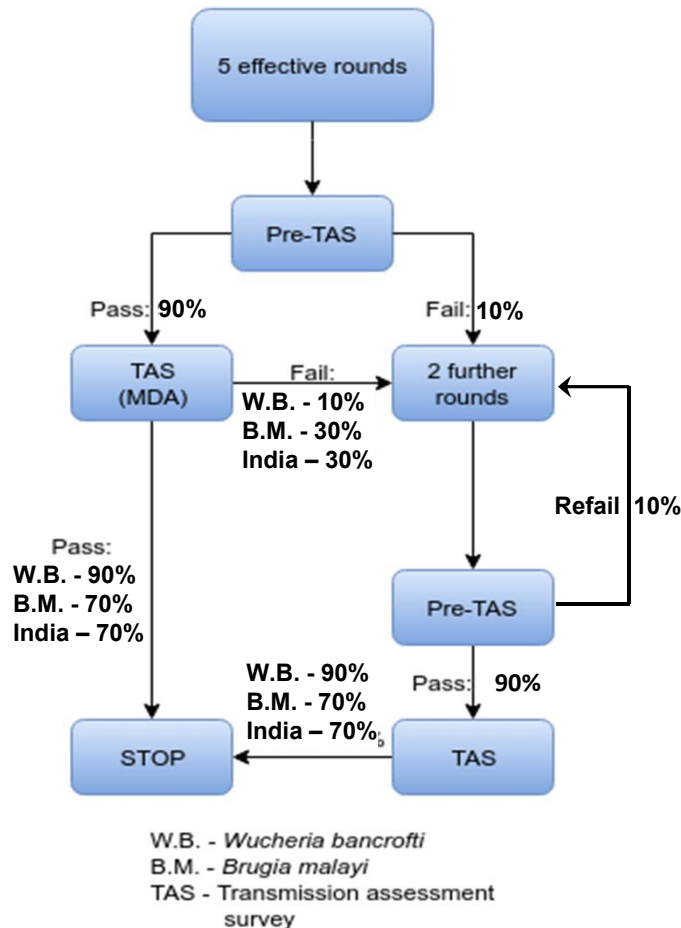 5 effective rounds
Pre-TAS
Pass: 90%
Fail: 10%
TAS
(MDA)
Fail:
W.B. - 10%
B.M. - 30%
India – 30%
2 further
rounds
Refail 10%
Pass:
W.B. - 90%
B.M. - 70%
India – 70%
Pre-TAS
Pass: 90%
W.B. - 90%
B.M. - 70%
India – 70%
STOP
TAS
W.B. - Wucheria bancrofti
B.M. - Brugia malayi
TAS - Transmission assessment
survey